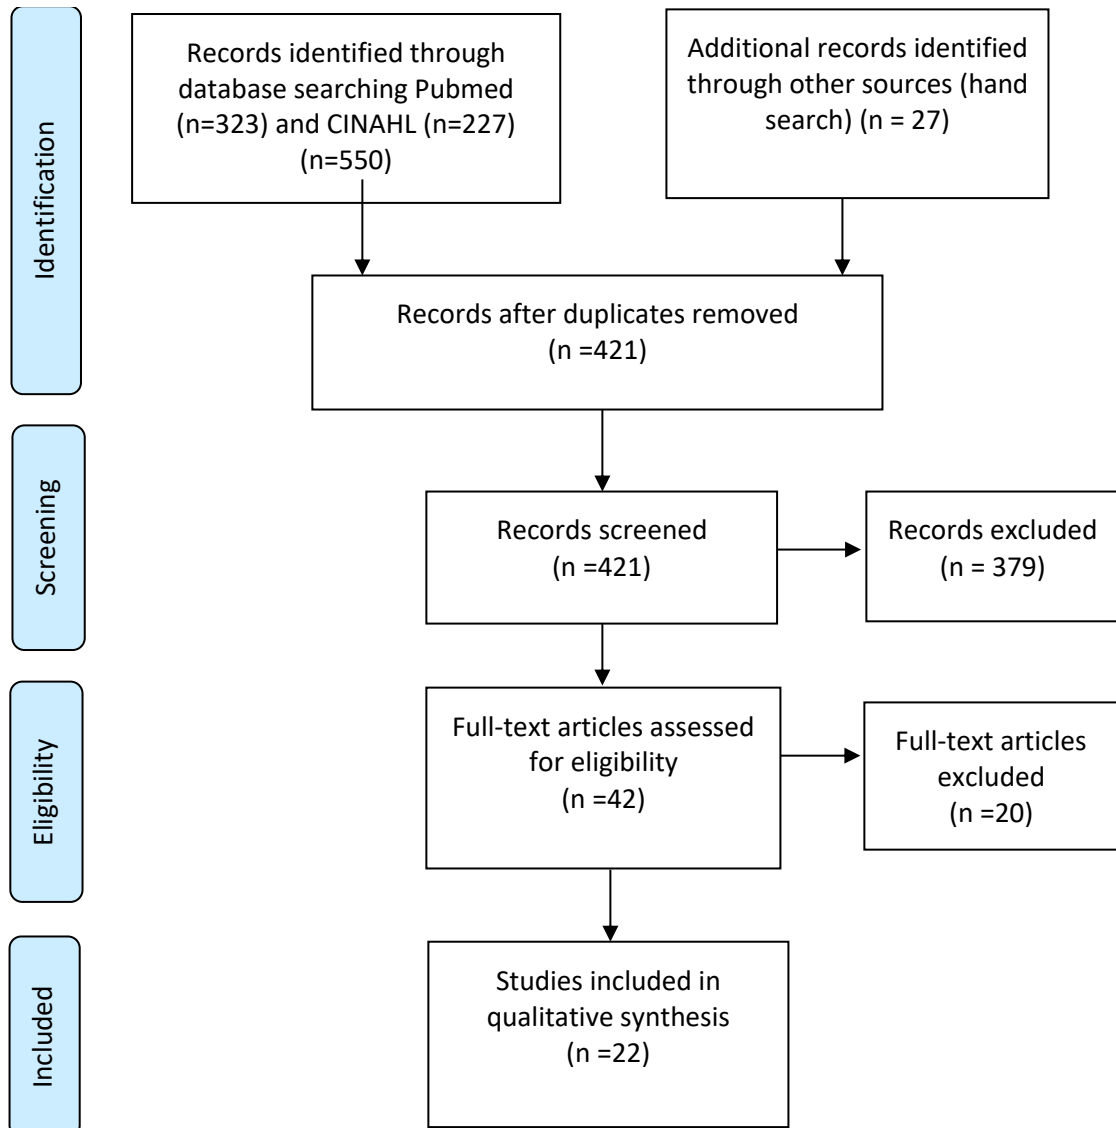 Identification
Records identified through
database searching Pubmed
(n=323) and CINAHL (n=227)
(n=550)
Additional records identified
through other sources (hand
search) (n = 27)
Records after duplicates removed
(n =421)
Screening
Records screened
(n =421)
Records excluded
(n = 379)
Eligibility
Full-text articles assessed
for eligibility
(n =42)
Full-text articles
excluded
(n =20)
Included
Studies included in
qualitative synthesis
(n =22)